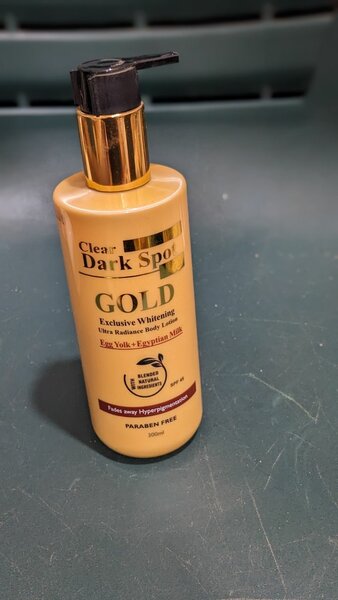 Clear
Dark Spot
GOLD
Exclusive Whitening
Ultra Radiance Body Lotion
Egg Yolk + Egyptian Milk
WITH
BLENDED
NATURAL
INGREDIENTS
SPF 45
Fades away Hyperpigmentation
PARABEN FREE
300ml